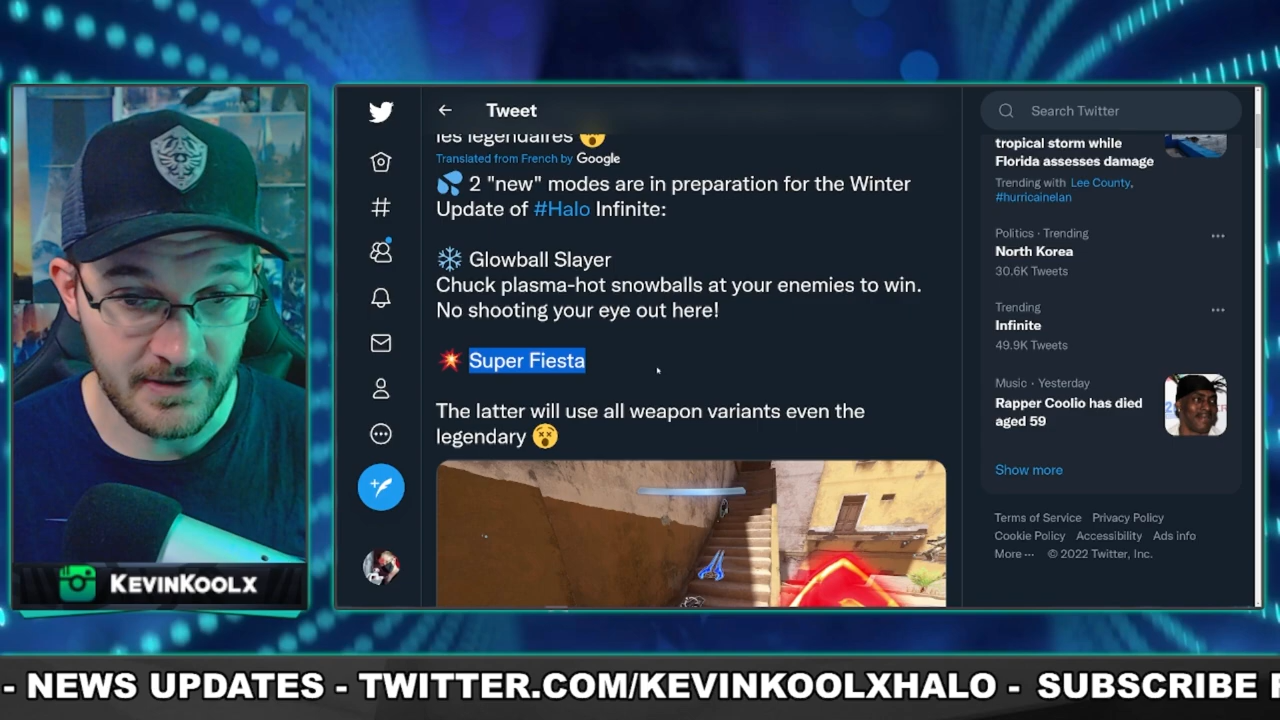 Tweet
Search Twitter
les légendaires 😲
Translated from French by Google
💦 2 "new" modes are in preparation for the Winter
Update of #Halo Infinite:
❄️ Glowball Slayer
Chuck plasma-hot snowballs at your enemies to win.
No shooting your eye out here!
💥 Super Fiesta
The latter will use all weapon variants even the
legendary 😵
tropical storm while
Florida assesses damage
Trending with Lee County,
#hurricaneIan
Politics · Trending
North Korea
30.6K Tweets
Trending
Infinite
49.9K Tweets
Music · Yesterday
Rapper Coolio has died
aged 59
Show more
Terms of Service Privacy Policy
Cookie Policy Accessibility Ads info
More ··· © 2022 Twitter, Inc.
KEVINKOOLX
- NEWS UPDATES - TWITTER.COM/KEVINKOOLXHALO - SUBSCRIBE